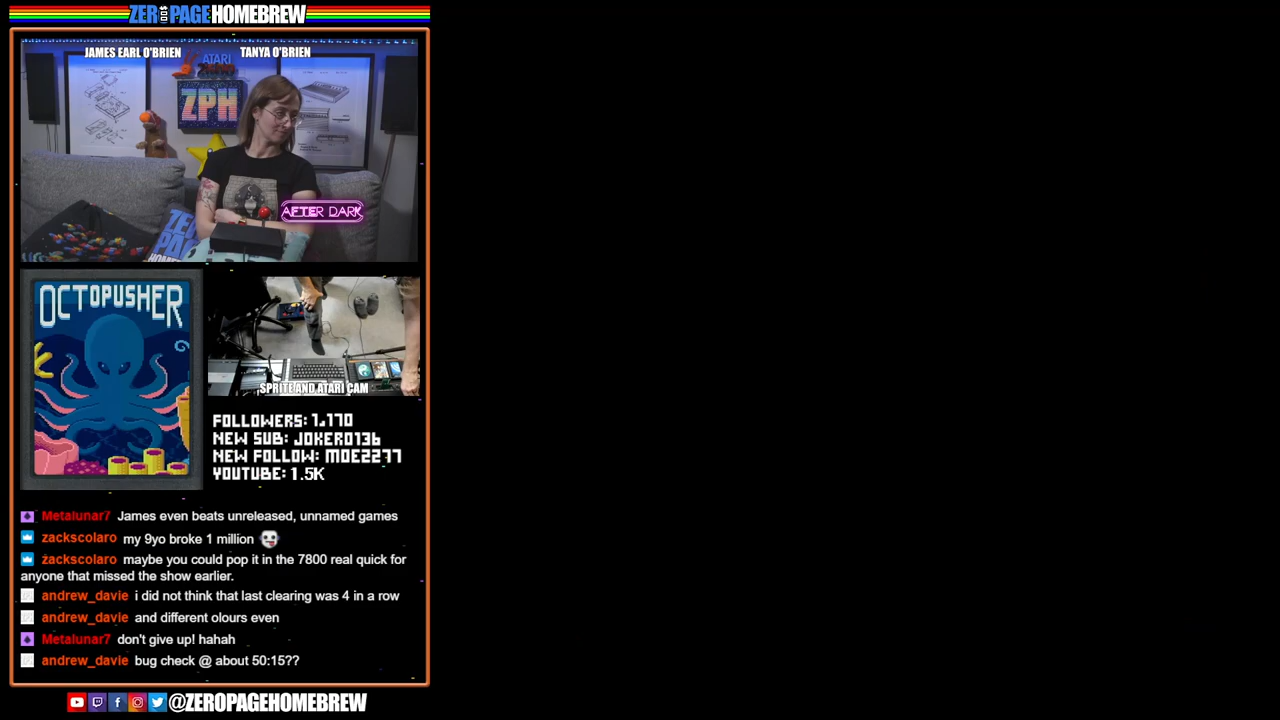 ZERO PAGE HOMEBREW
JAMES EARL O'BRIEN
TANYA O'BRIEN
ATARI
ZPH
AFTER DARK
ZERO
PAGE
OCTOPUSHER
SPRITE AND ATARI CAM
FOLLOWERS: 1,170
NEW SUB: JOKER0136
NEW FOLLOW: MOEZ277
YOUTUBE: 1.5K
Metalunar7 James even beats unreleased, unnamed games
zackscolaro my 9yo broke 1 million
zackscolaro maybe you could pop it in the 7800 real quick for
anyone that missed the show earlier.
andrew_davie i did not think that last clearing was 4 in a row
andrew_davie and different olours even
Metalunar7 don't give up! hahah
andrew_davie bug check @ about 50:15??
@ZEROPAGEHOMEBREW